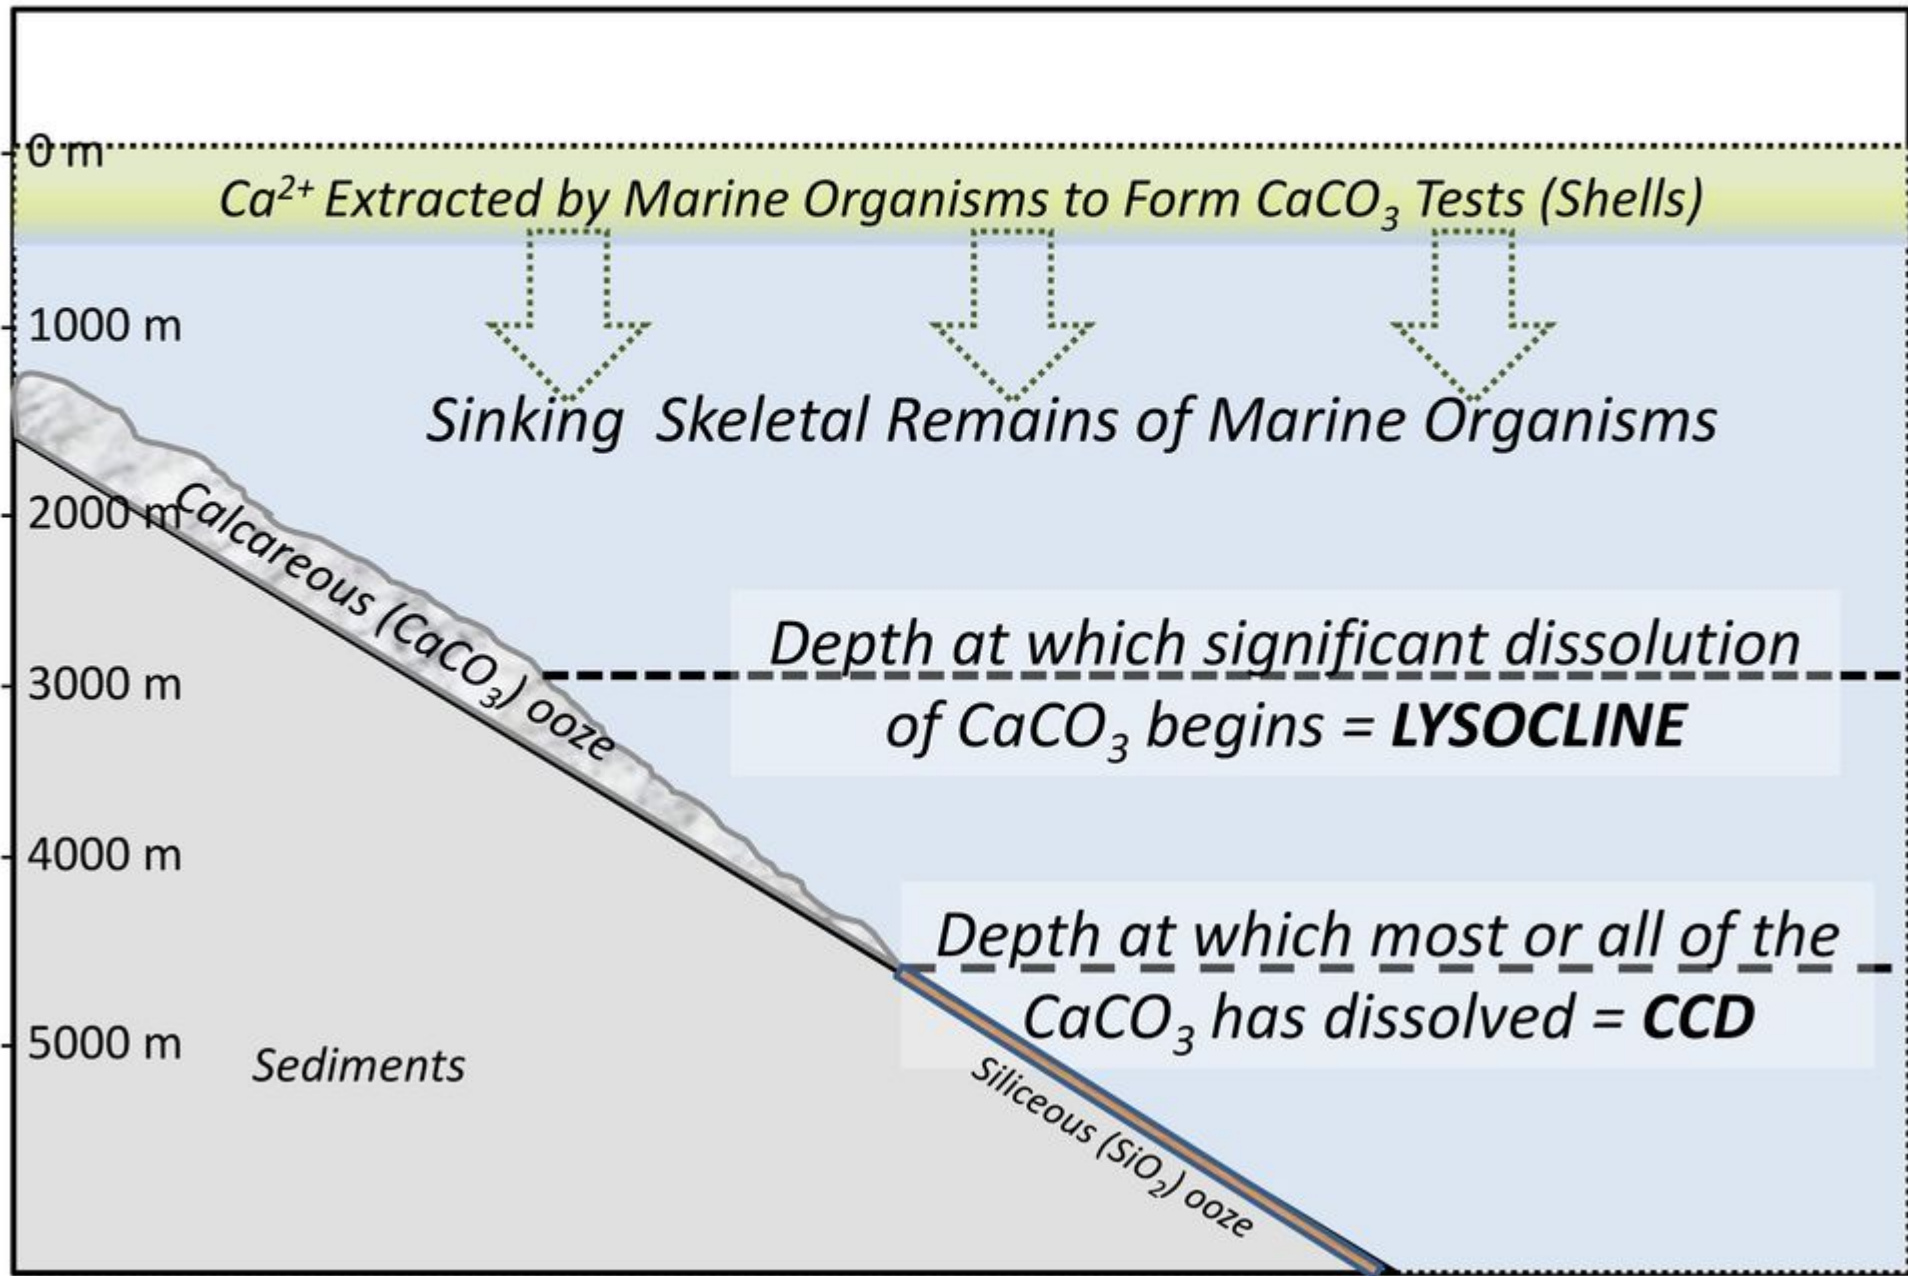 0 m
Ca²⁺ Extracted by Marine Organisms to Form CaCO₃ Tests (Shells)
1000 m
Sinking Skeletal Remains of Marine Organisms
2000 m
Calcareous (CaCO₃) ooze
Depth at which significant dissolution
of CaCO₃ begins = LYSOCLINE
3000 m
4000 m
Depth at which most or all of the
CaCO₃ has dissolved = CCD
5000 m
Sediments
Siliceous (SiO₂) ooze